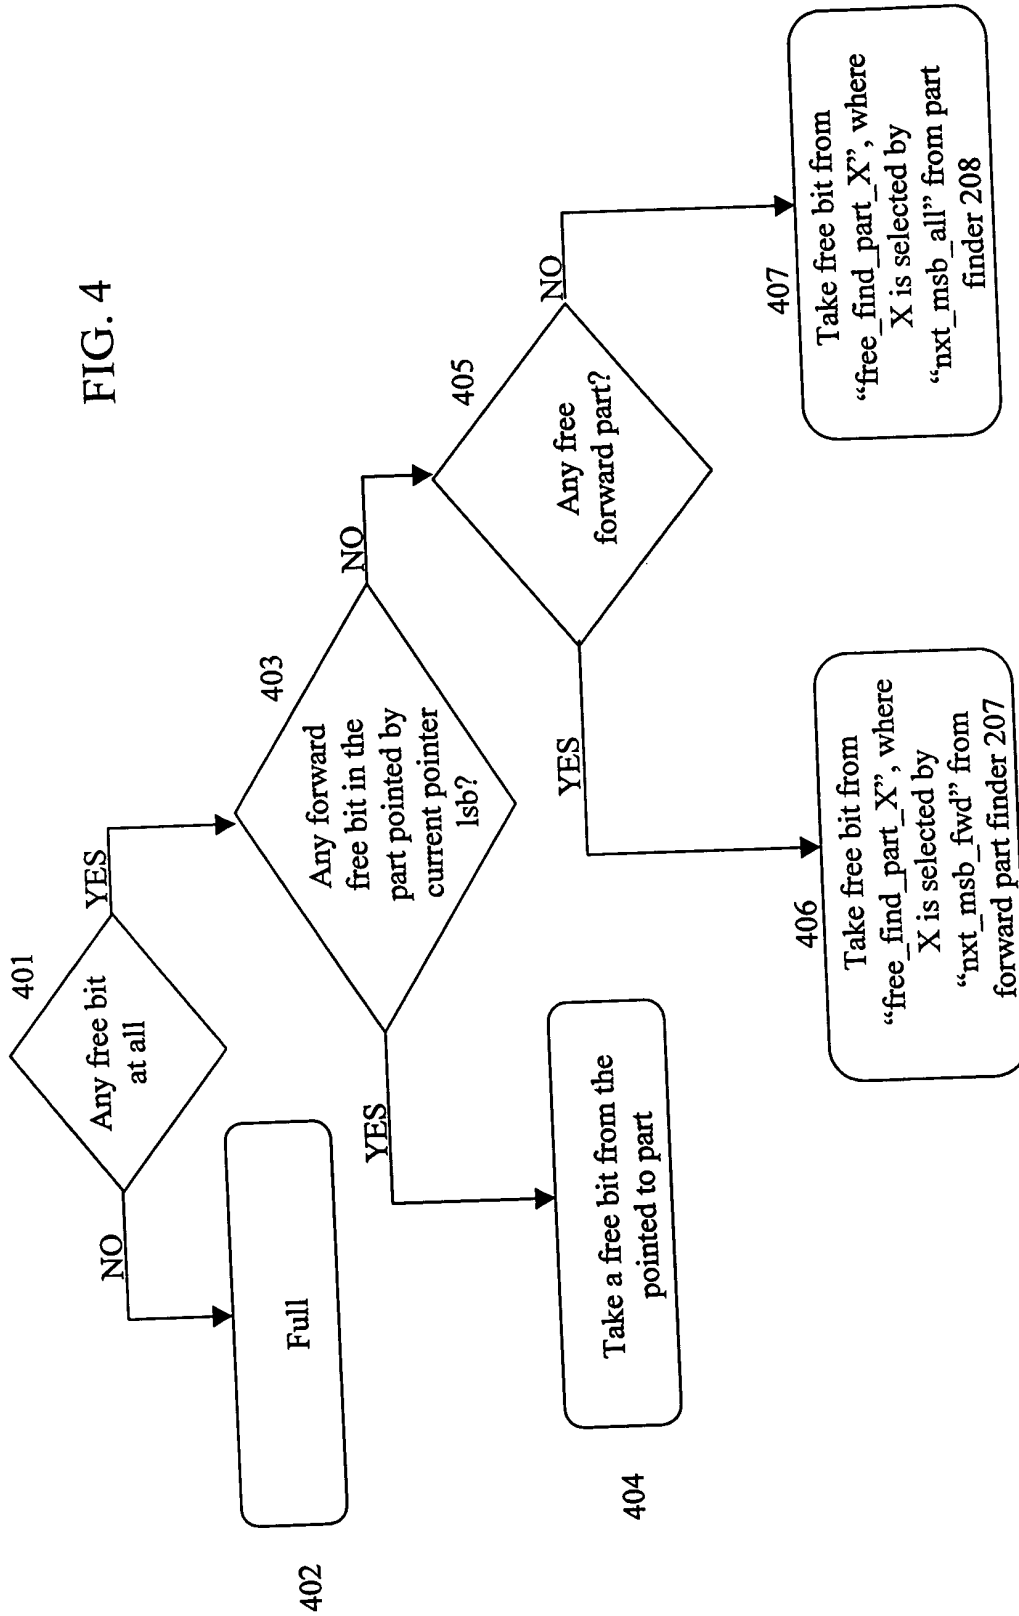 FIG. 4
401
Any free bit
at all
NO
YES
402
Full
403
Any forward
free bit in the
part pointed by
current pointer
lsb?
YES
NO
404
Take a free bit from the
pointed to part
405
Any free
forward part?
YES
NO
406
Take free bit from
“free_find_part_X”, where
X is selected by
“nxt_msb_fwd” from
forward part finder 207
407
Take free bit from
“free_find_part_X”, where
X is selected by
“nxt_msb_all” from part
finder 208